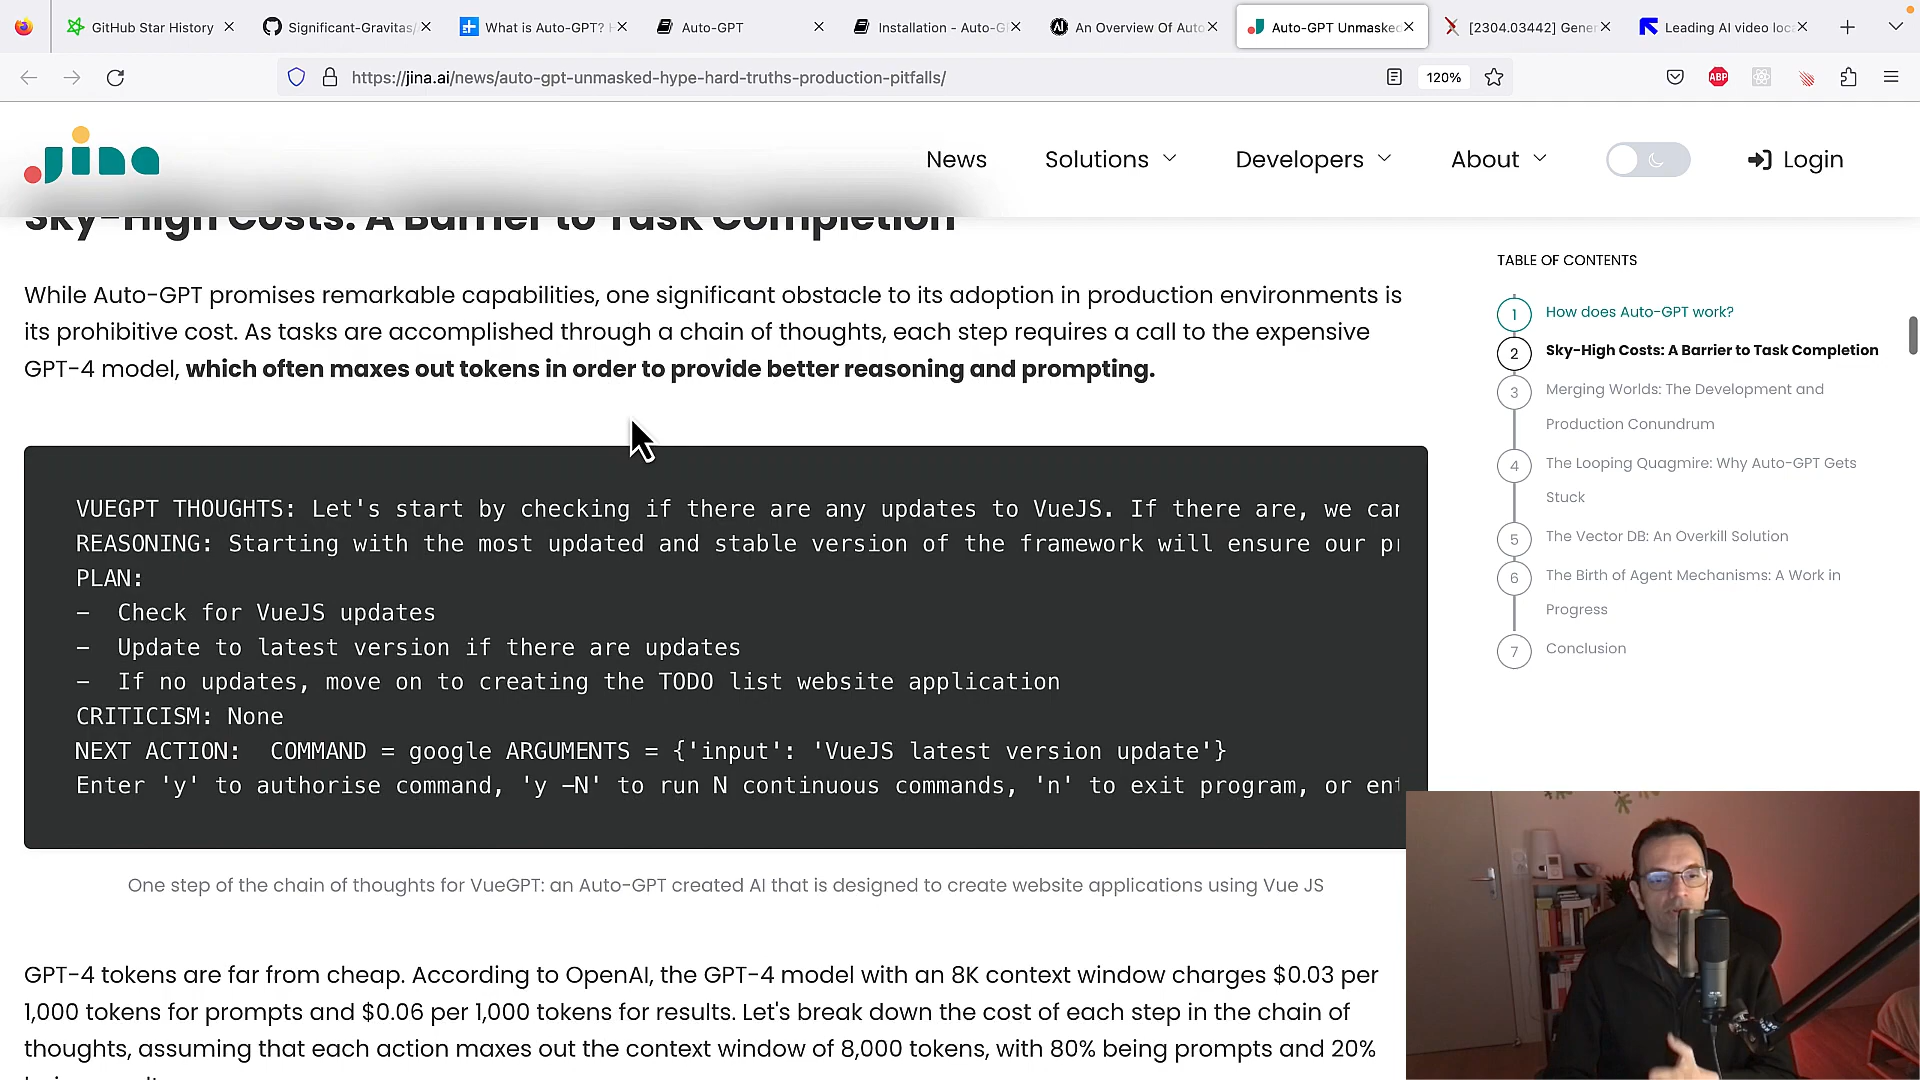 GitHub Star History
Significant-Gravitas/
What is Auto-GPT? H
Auto-GPT
Installation - Auto-G
An Overview Of Auto
Auto-GPT Unmasked
[2304.03442] Gener
Leading AI video loc
https://jina.ai/news/auto-gpt-unmasked-hype-hard-truths-production-pitfalls/
120%
ABP
Jina
News
Solutions
Developers
About
Login
Sky-High Costs: A Barrier to Task Completion
While Auto-GPT promises remarkable capabilities, one significant obstacle to its adoption in production environments is
its prohibitive cost. As tasks are accomplished through a chain of thoughts, each step requires a call to the expensive
GPT-4 model, which often maxes out tokens in order to provide better reasoning and prompting.
VUEGPT THOUGHTS: Let's start by checking if there are any updates to VueJS. If there are, we can
REASONING: Starting with the most updated and stable version of the framework will ensure our pr
PLAN:
- Check for VueJS updates
- Update to latest version if there are updates
- If no updates, move on to creating the TODO list website application
CRITICISM: None
NEXT ACTION: COMMAND = google ARGUMENTS = {'input': 'VueJS latest version update'}
Enter 'y' to authorise command, 'y -N' to run N continuous commands, 'n' to exit program, or ent
One step of the chain of thoughts for VueGPT: an Auto-GPT created AI that is designed to create website applications using Vue JS
GPT-4 tokens are far from cheap. According to OpenAI, the GPT-4 model with an 8K context window charges $0.03 per
1,000 tokens for prompts and $0.06 per 1,000 tokens for results. Let's break down the cost of each step in the chain of
thoughts, assuming that each action maxes out the context window of 8,000 tokens, with 80% being prompts and 20%
TABLE OF CONTENTS
1 How does Auto-GPT work?
2 Sky-High Costs: A Barrier to Task Completion
3 Merging Worlds: The Development and
Production Conundrum
4 The Looping Quagmire: Why Auto-GPT Gets
Stuck
5 The Vector DB: An Overkill Solution
6 The Birth of Agent Mechanisms: A Work in
Progress
7 Conclusion